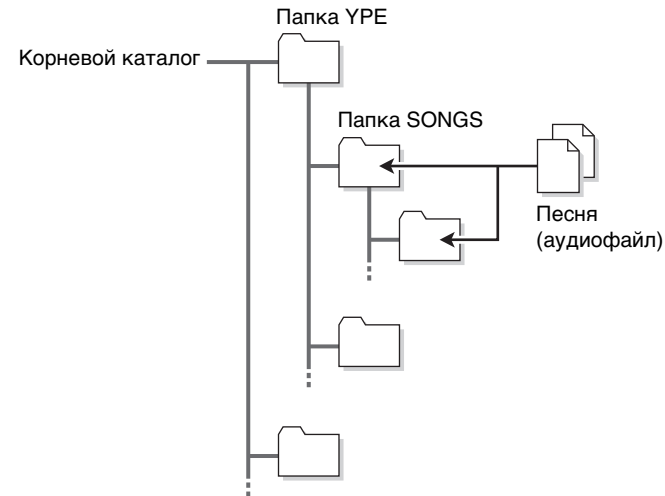 Папка YPE
Корневой каталог
Папка SONGS
Песня
(аудиофайл)